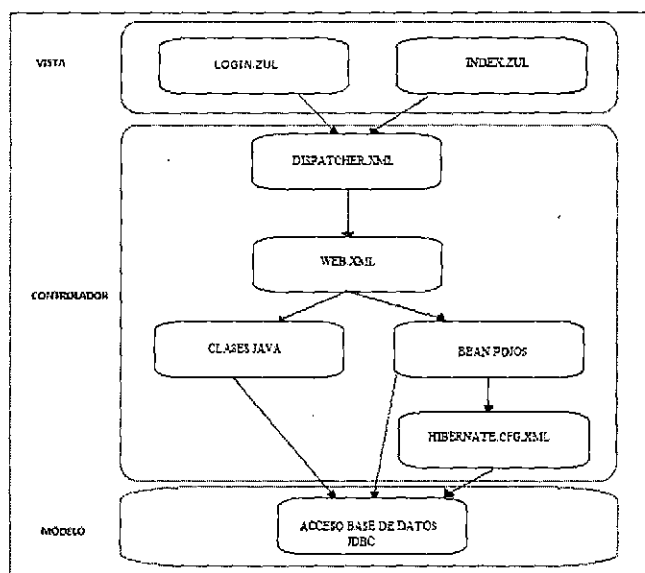 VISTA
LOGIN.ZUL
INDEX.ZUL
DISPATCHER.XML
WEB.XML
CONTROLADOR
CLASES JAVA
BEAN POJOS
HIBERNATE.CFG.XML
MODELO
ACCESO BASE DE DATOS
JDBC